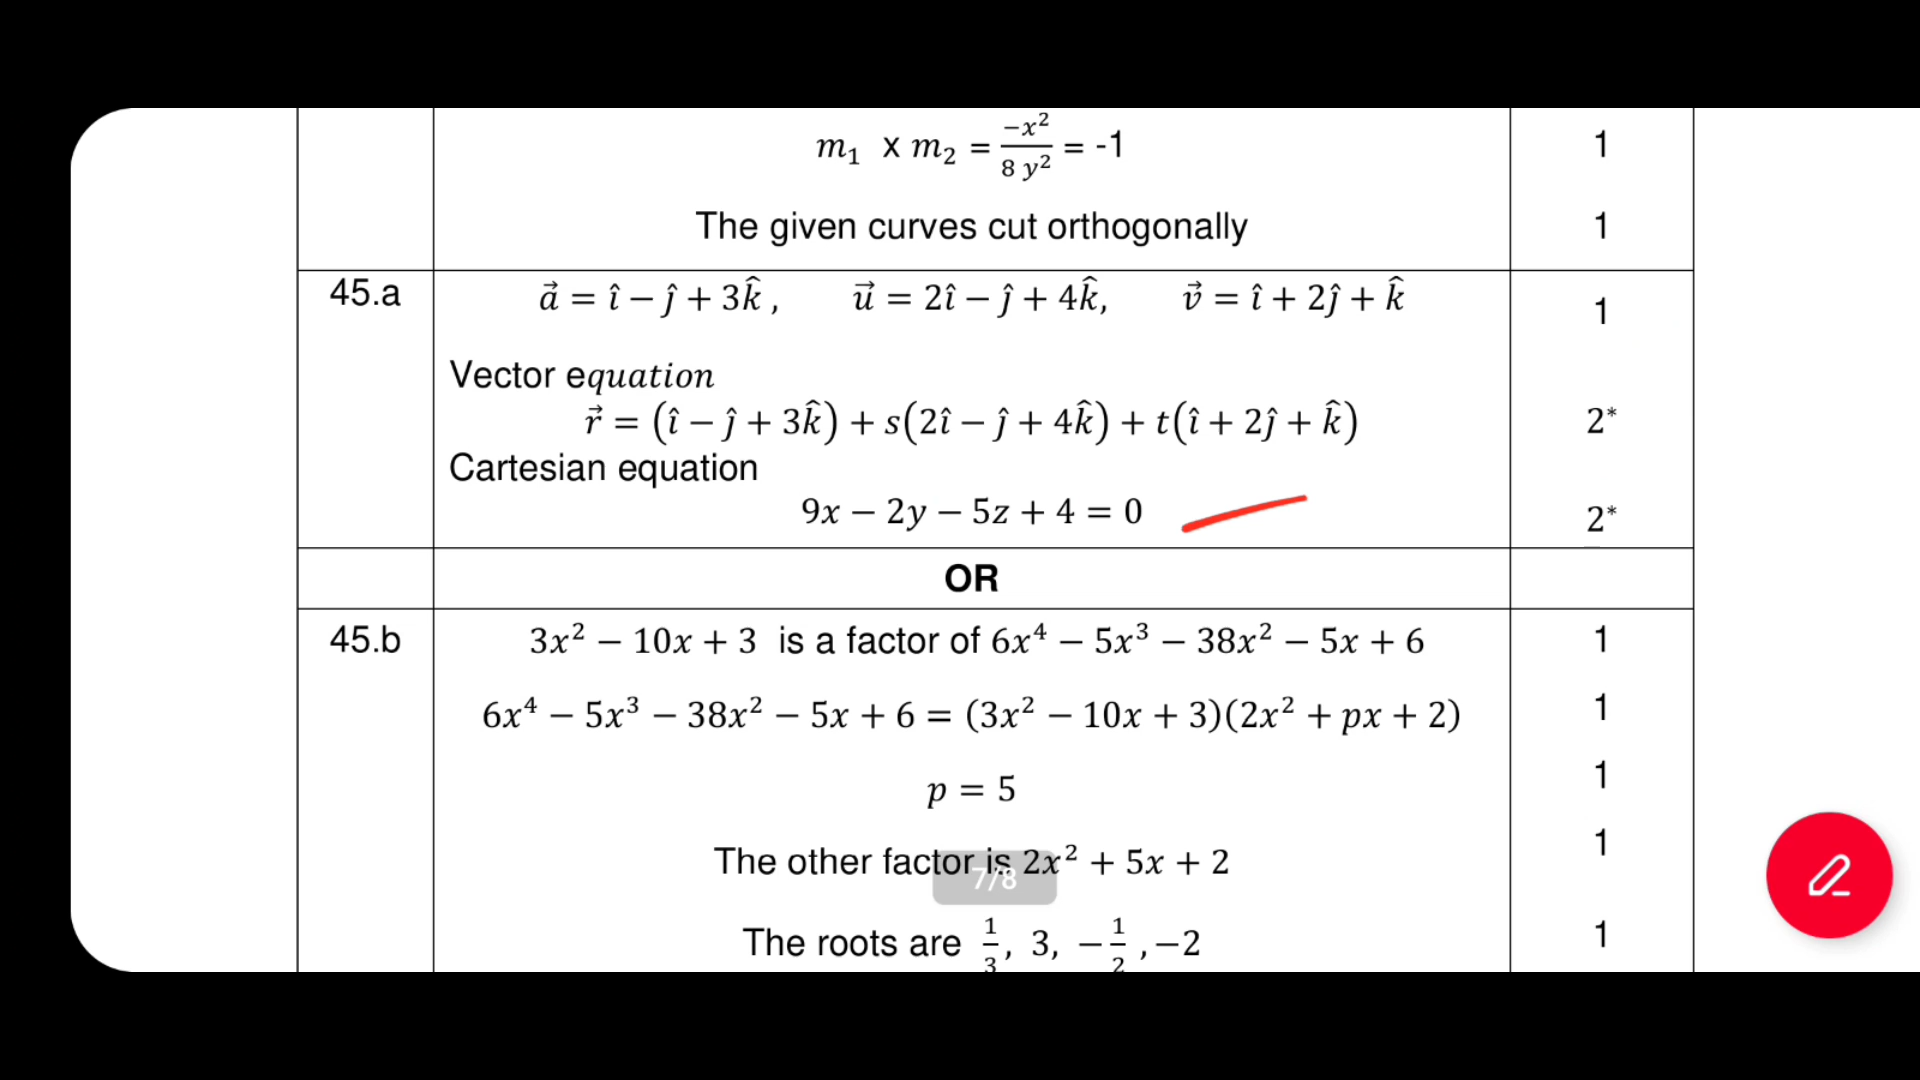 m₁ x m₂ = −x²/8 y² = -1 1
The given curves cut orthogonally 1
45.a a⃗ = î − ĵ + 3k̂ , u⃗ = 2î − ĵ + 4k̂, v⃗ = î + 2ĵ + k̂ 1
Vector equation
r⃗ = (î − ĵ + 3k̂) + s(2î − ĵ + 4k̂) + t(î + 2ĵ + k̂) 2*
Cartesian equation
9x − 2y − 5z + 4 = 0 2*
OR
45.b 3x² − 10x + 3 is a factor of 6x⁴ − 5x³ − 38x² − 5x + 6 1
6x⁴ − 5x³ − 38x² − 5x + 6 = (3x² − 10x + 3)(2x² + px + 2) 1
p = 5 1
The other factor is 2x² + 5x + 2 1
7/8
The roots are 1/3, 3, −1/2 , −2 1